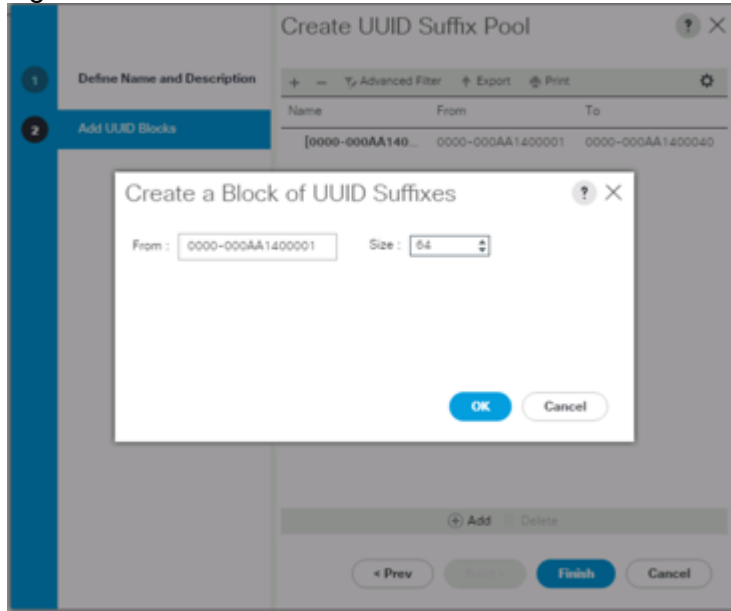 Create UUID Suffix Pool ? ×
1 Define Name and Description
2 Add UUID Blocks
+ − Advanced Filter Export Print
Name From To
[0000-000AA140... 0000-000AA1400001 0000-000AA1400040
Create a Block of UUID Suffixes ? ×
From : 0000-000AA1400001 Size : 64
OK Cancel
Add Delete
< Prev Finish Cancel